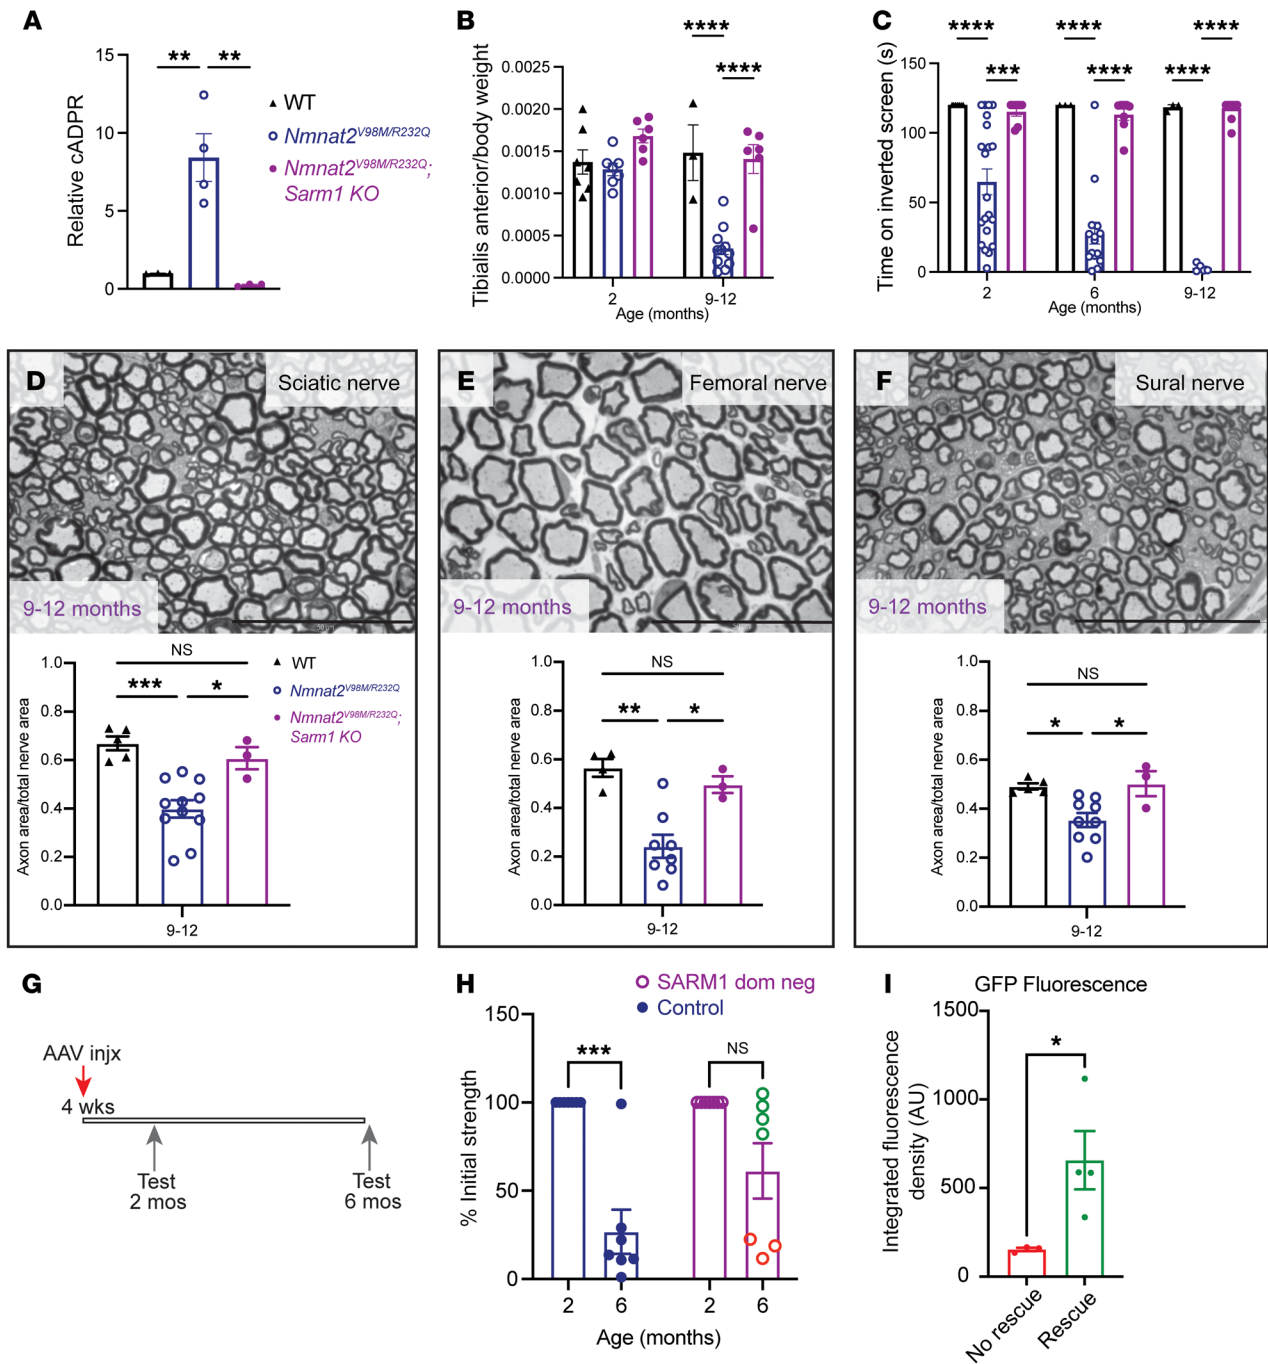 A
**
**
15
10
5
0
Relative cADPR
WT
Nmnat2V98M/R232Q
Nmnat2V98M/R232Q;
Sarm1 KO
B
****
****
0.0025
0.0020
0.0015
0.0010
0.0005
0.0000
Tibialis anterior/body weight
2
9-12
Age (months)
C
****
****
****
***
****
****
150
100
50
0
Time on inverted screen (s)
2
6
9-12
Age (months)
D
Sciatic nerve
9-12 months
NS
***
*
1.0
0.8
0.6
0.4
0.2
0.0
Axon area/total nerve area
9-12
WT
Nmnat2V98M/R232Q
Nmnat2V98M/R232Q;
Sarm1 KO
E
Femoral nerve
9-12 months
NS
**
*
1.0
0.8
0.6
0.4
0.2
0.0
Axon area/total nerve area
9-12
F
Sural nerve
9-12 months
NS
*
*
1.0
0.8
0.6
0.4
0.2
0.0
Axon area/total nerve area
9-12
G
AAV injx
4 wks
Test
2 mos
Test
6 mos
H
SARM1 dom neg
Control
***
NS
150
100
50
0
% Initial strength
2
6
2
6
Age (months)
I
GFP Fluorescence
*
1500
1000
500
0
Integrated fluorescence
density (AU)
No rescue
Rescue